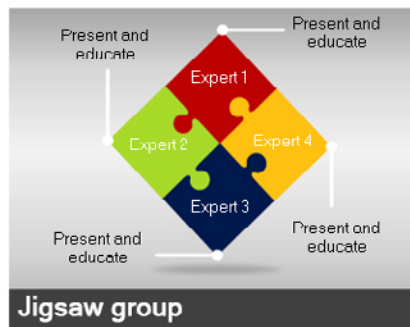 Present and
educate
Present and
educate
Expert 1
Expert 2
Expert 4
Expert 3
Present and
educate
Present and
educate
Jigsaw group